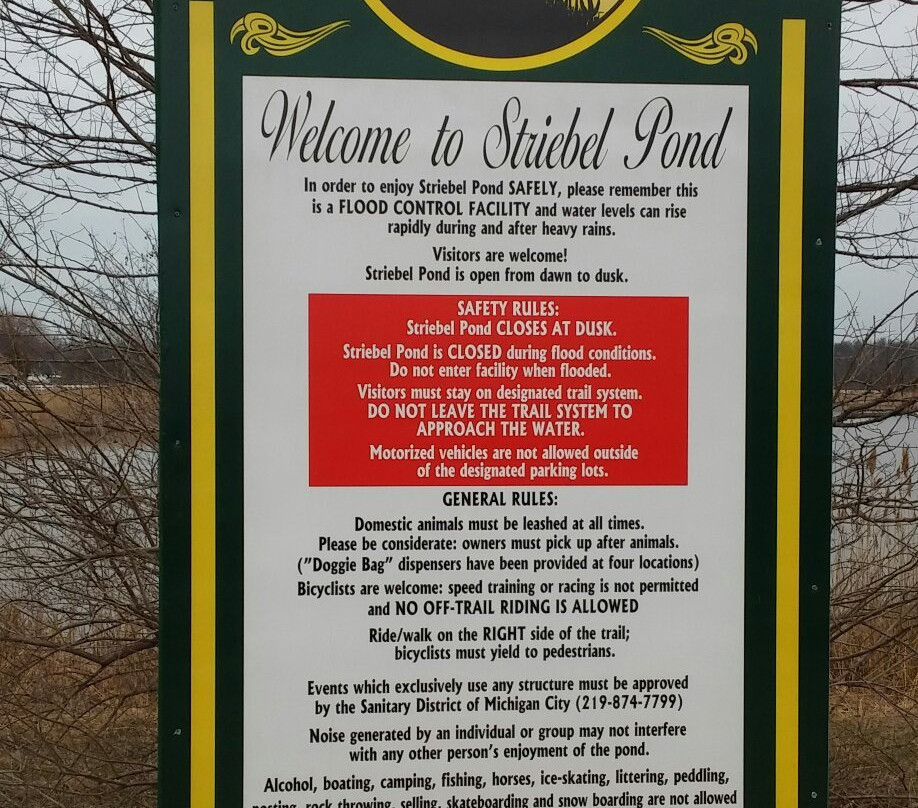 Welcome to Striebel Pond
In order to enjoy Striebel Pond SAFELY, please remember this
is a FLOOD CONTROL FACILITY and water levels can rise
rapidly during and after heavy rains.
Visitors are welcome!
Striebel Pond is open from dawn to dusk.
SAFETY RULES:
Striebel Pond CLOSES AT DUSK.
Striebel Pond is CLOSED during flood conditions.
Do not enter facility when flooded.
Visitors must stay on designated trail system.
DO NOT LEAVE THE TRAIL SYSTEM TO
APPROACH THE WATER.
Motorized vehicles are not allowed outside
of the designated parking lots.
GENERAL RULES:
Domestic animals must be leashed at all times.
Please be considerate: owners must pick up after animals.
("Doggie Bag" dispensers have been provided at four locations)
Bicyclists are welcome: speed training or racing is not permitted
and NO OFF-TRAIL RIDING IS ALLOWED
Ride/walk on the RIGHT side of the trail;
bicyclists must yield to pedestrians.
Events which exclusively use any structure must be approved
by the Sanitary District of Michigan City (219-874-7799)
Noise generated by an individual or group may not interfere
with any other person's enjoyment of the pond.
Alcohol, boating, camping, fishing, horses, ice-skating, littering, peddling,
rock throwing, selling, skateboarding and snow boarding are not allowed